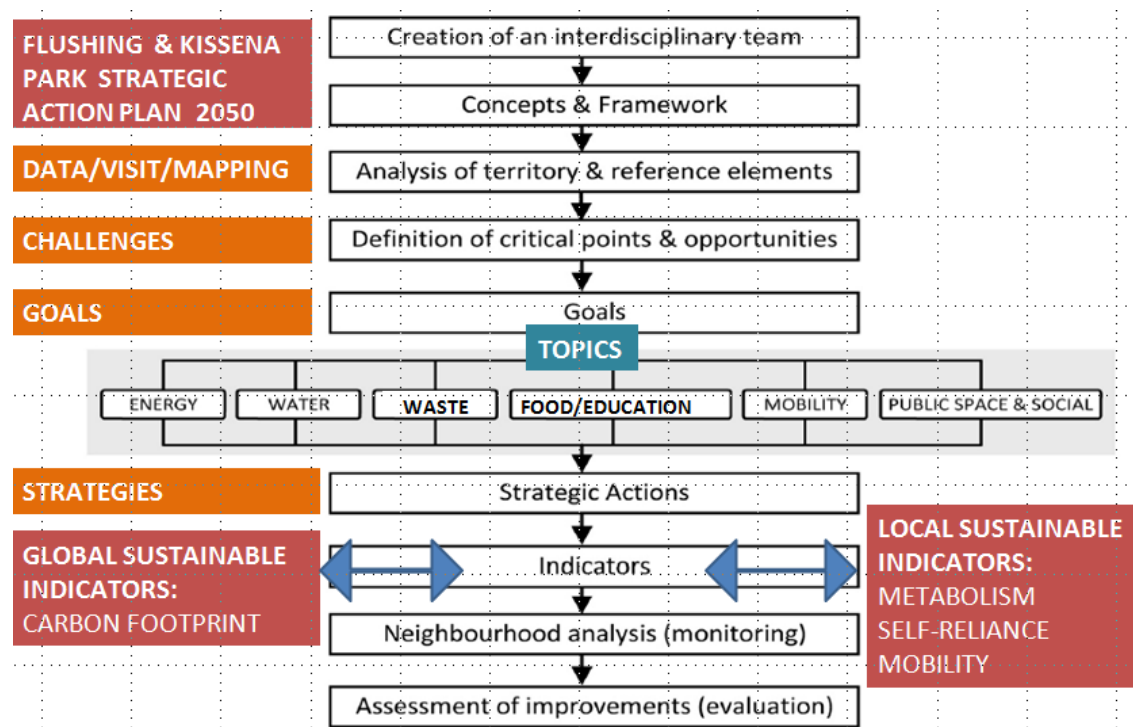 FLUSHING & KISSENA
PARK STRATEGIC
ACTION PLAN 2050
Creation of an interdisciplinary team
Concepts & Framework
DATA/VISIT/MAPPING
Analysis of territory & reference elements
CHALLENGES
Definition of critical points & opportunities
GOALS
Goals
TOPICS
ENERGY
WATER
WASTE
FOOD/EDUCATION
MOBILITY
PUBLIC SPACE & SOCIAL
STRATEGIES
Strategic Actions
GLOBAL SUSTAINABLE
INDICATORS:
CARBON FOOTPRINT
Indicators
LOCAL SUSTAINABLE
INDICATORS:
METABOLISM
SELF-RELIANCE
MOBILITY
Neighbourhood analysis (monitoring)
Assessment of improvements (evaluation)